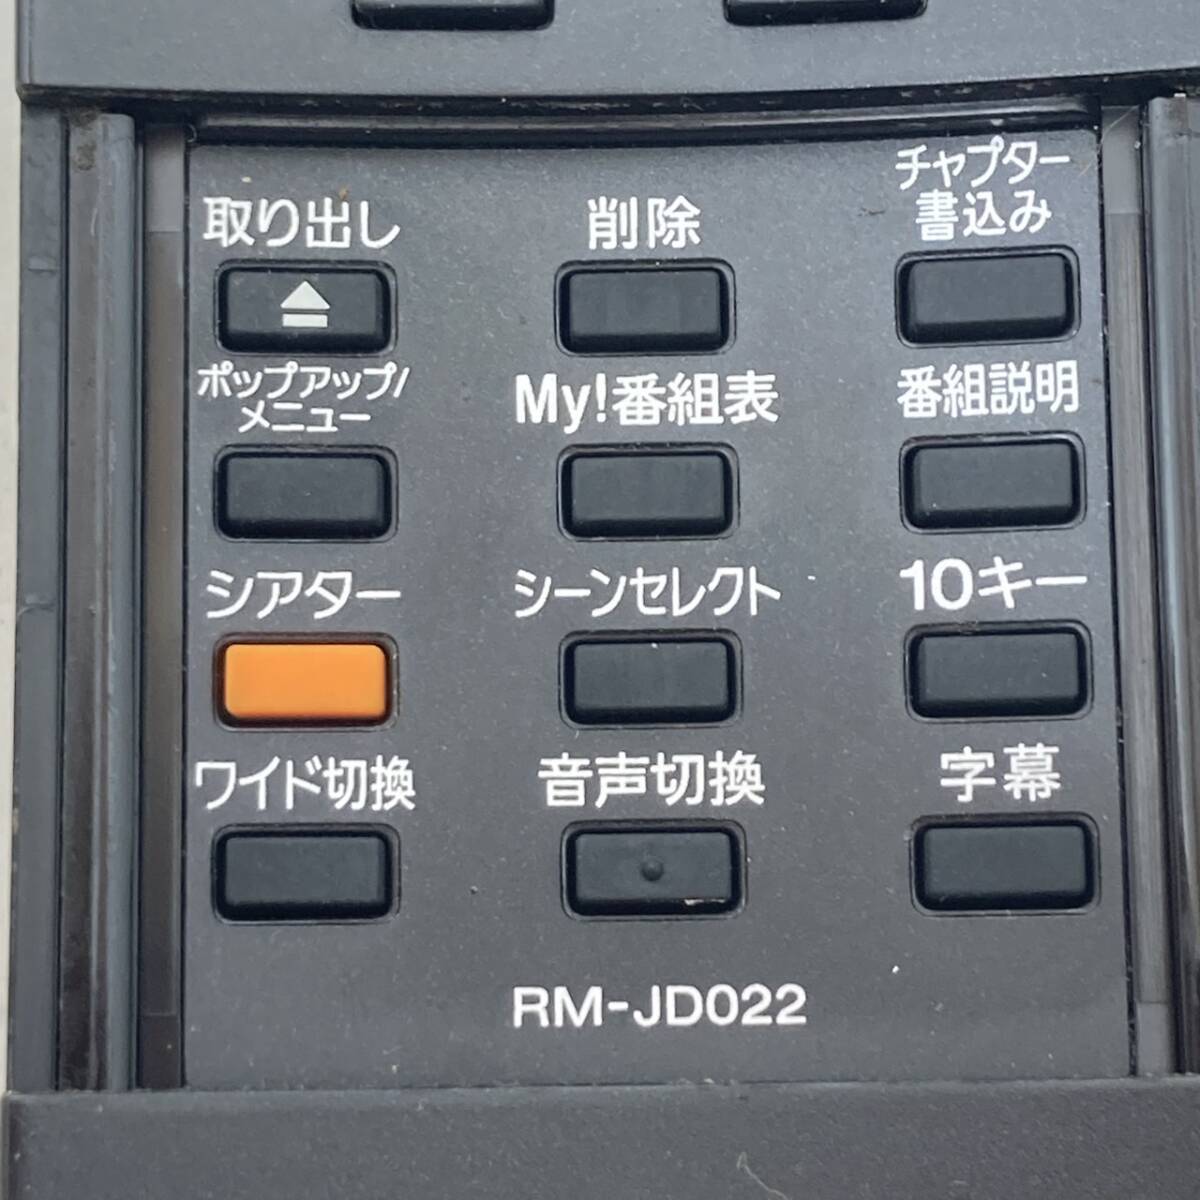 取り出し
削除
チャプター
書込み
ポップアップ/
メニュー
My!番組表
番組説明
シアター
シーンセレクト
10キー
ワイド切換
音声切換
字幕
RM-JD022